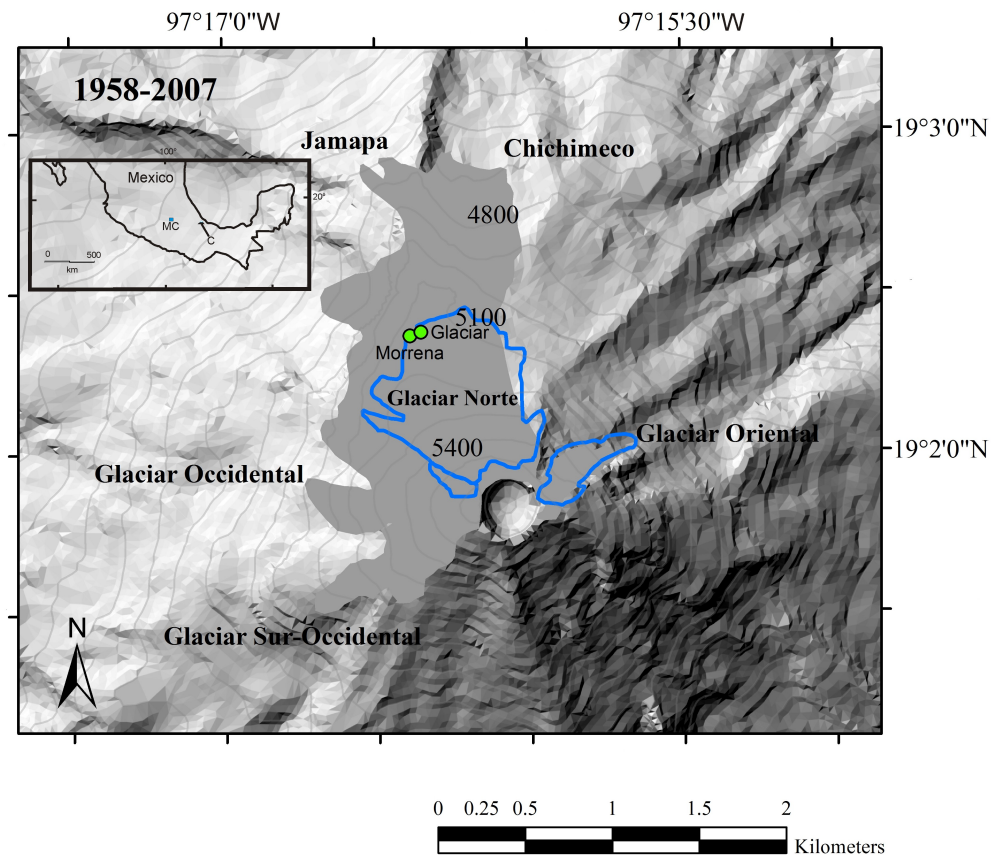 97°17'0"W
97°15'30"W
1958-2007
Jamapa
Chichimeco
19°3'0"N
100°
Mexico
20°
MC
C
0 500
km
4800
5100
Glaciar
Morrena
Glaciar Norte
5400
Glaciar Oriental
19°2'0"N
Glaciar Occidental
Glaciar Sur-Occidental
N
0 0.25 0.5 1 1.5 2
Kilometers